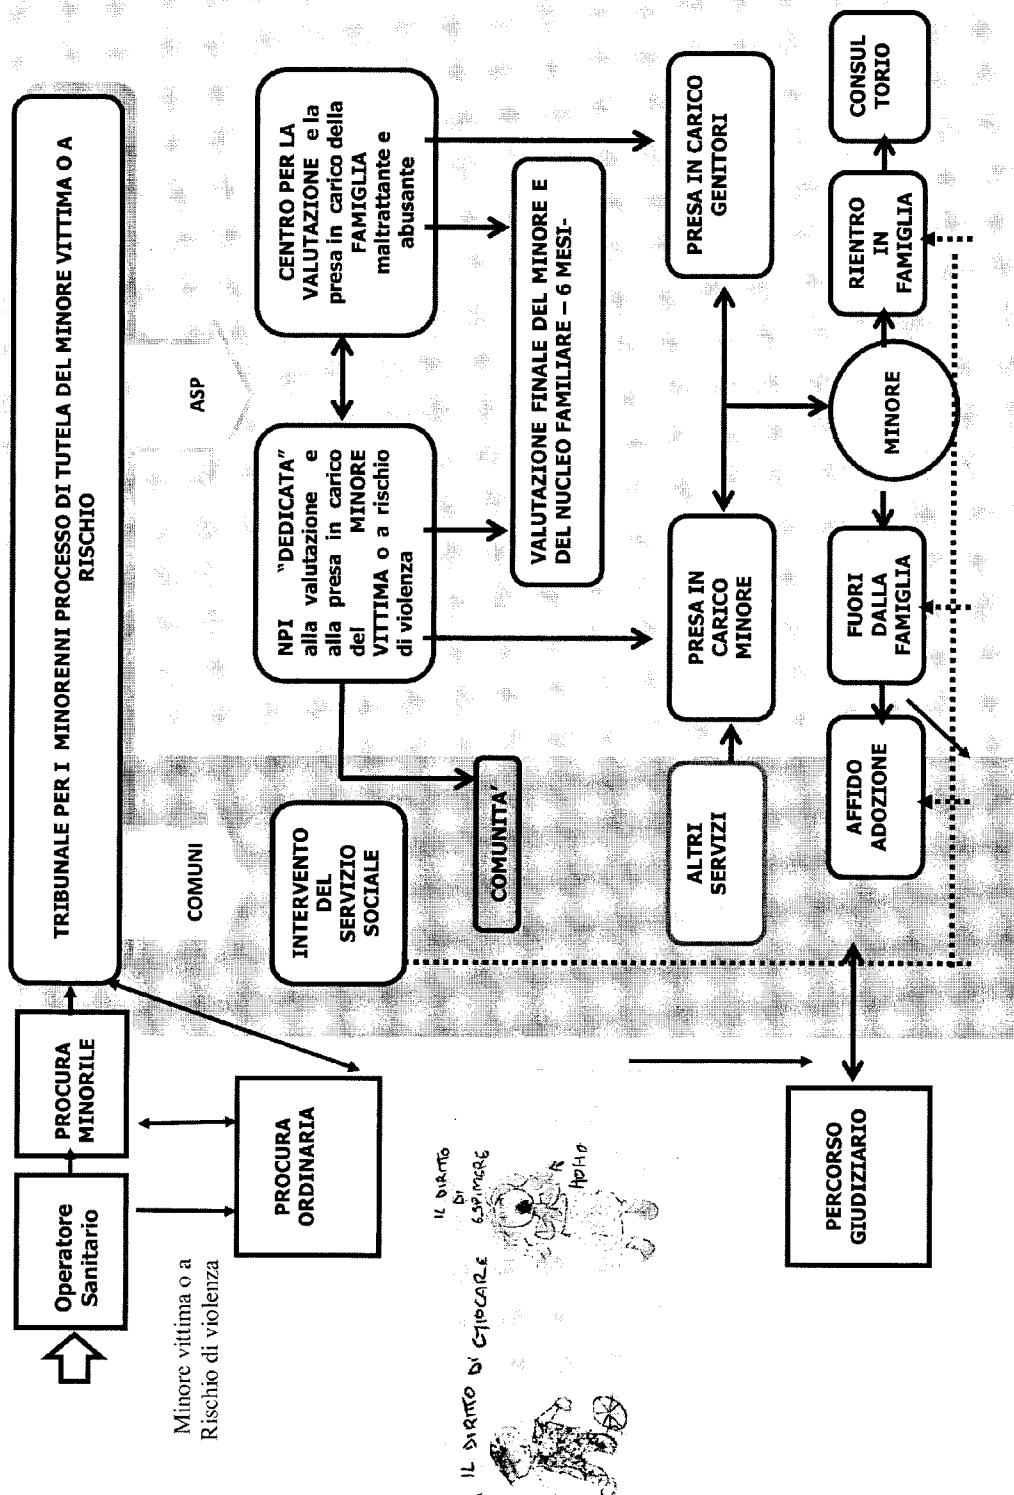 Minore vittima o a
Rischio di violenza
Operatore
Sanitario
PROCURA
MINORILE
TRIBUNALE PER I MINORENNI PROCESSO DI TUTELA DEL MINORE VITTIMA O A
RISCHIO
PROCURA
ORDINARIA
COMUNI
ASP
INTERVENTO
DEL
SERVIZIO
SOCIALE
NPI "DEDICATA"
alla valutazione e
alla presa in carico
del MINORE
VITTIMA o a rischio
di violenza
CENTRO PER LA
VALUTAZIONE e la
presa in carico della
FAMIGLIA
maltrattante e
abusante
COMUNITA'
VALUTAZIONE FINALE DEL MINORE E
DEL NUCLEO FAMILIARE – 6 MESI-
IL DIRITTO DI GIOCARE
IL DIRITTO
DI
ESPIMERE
ALTRI
SERVIZI
PRESA IN
CARICO
MINORE
PRESA IN CARICO
GENITORI
PERCORSO
GIUDIZIARIO
AFFIDO
ADOZIONE
FUORI
DALLA
FAMIGLIA
MINORE
RIENTRO
IN
FAMIGLIA
CONSUL
TORIO